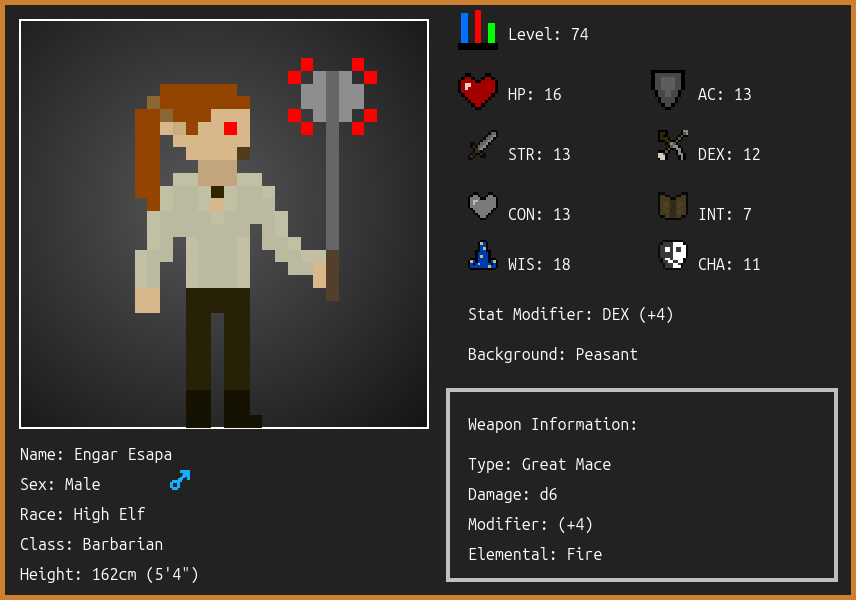 Level: 74
HP: 16
AC: 13
STR: 13
DEX: 12
CON: 13
INT: 7
WIS: 18
CHA: 11
Stat Modifier: DEX (+4)
Background: Peasant
Weapon Information:
Type: Great Mace
Damage: d6
Modifier: (+4)
Elemental: Fire
Name: Engar Esapa
Sex: Male
Race: High Elf
Class: Barbarian
Height: 162cm (5'4")